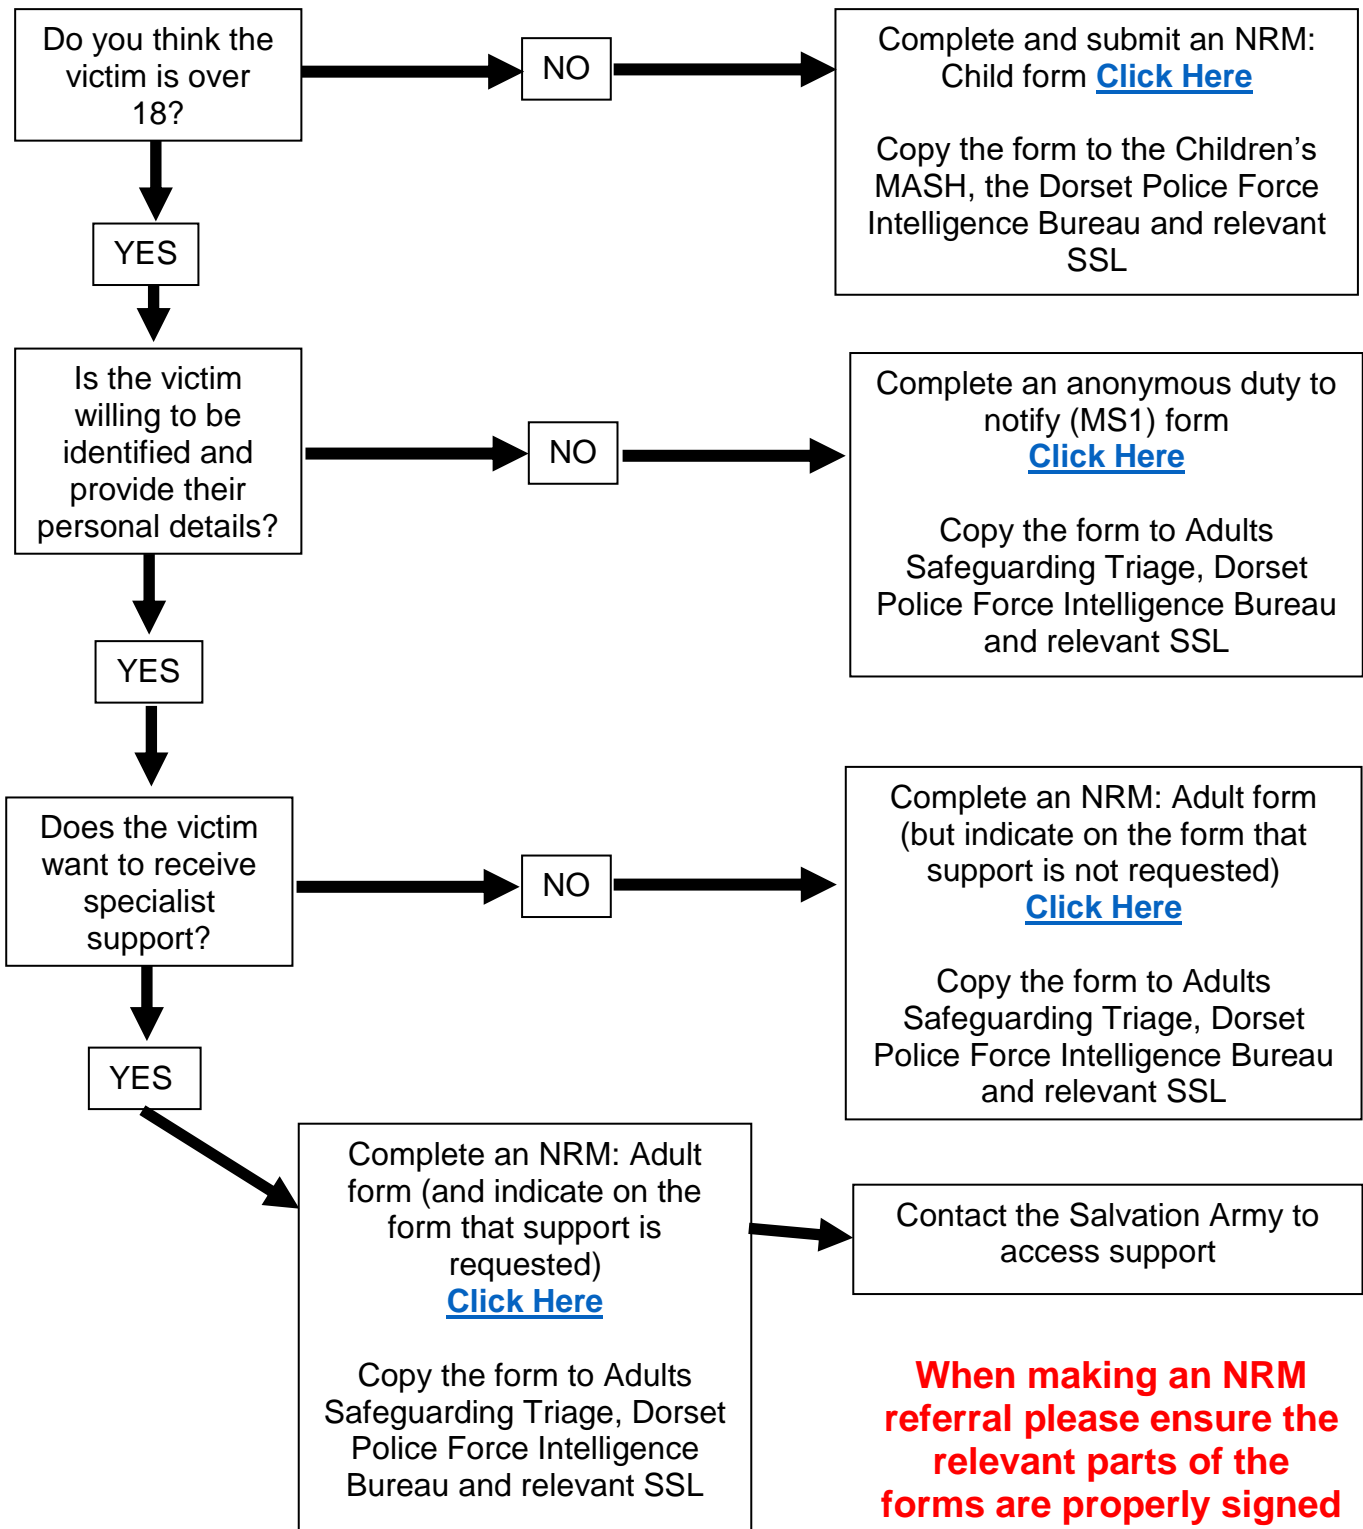 Do you think the
victim is over
18?
NO
Complete and submit an NRM:
Child form Click Here
Copy the form to the Children's
MASH, the Dorset Police Force
Intelligence Bureau and relevant
SSL
YES
Is the victim
willing to be
identified and
provide their
personal details?
NO
Complete an anonymous duty to
notify (MS1) form
Click Here
Copy the form to Adults
Safeguarding Triage, Dorset
Police Force Intelligence Bureau
and relevant SSL
YES
Does the victim
want to receive
specialist
support?
NO
Complete an NRM: Adult form
(but indicate on the form that
support is not requested)
Click Here
Copy the form to Adults
Safeguarding Triage, Dorset
Police Force Intelligence Bureau
and relevant SSL
YES
Complete an NRM: Adult
form (and indicate on the
form that support is
requested)
Click Here
Copy the form to Adults
Safeguarding Triage, Dorset
Police Force Intelligence
Bureau and relevant SSL
Contact the Salvation Army to
access support
When making an NRM
referral please ensure the
relevant parts of the
forms are properly signed